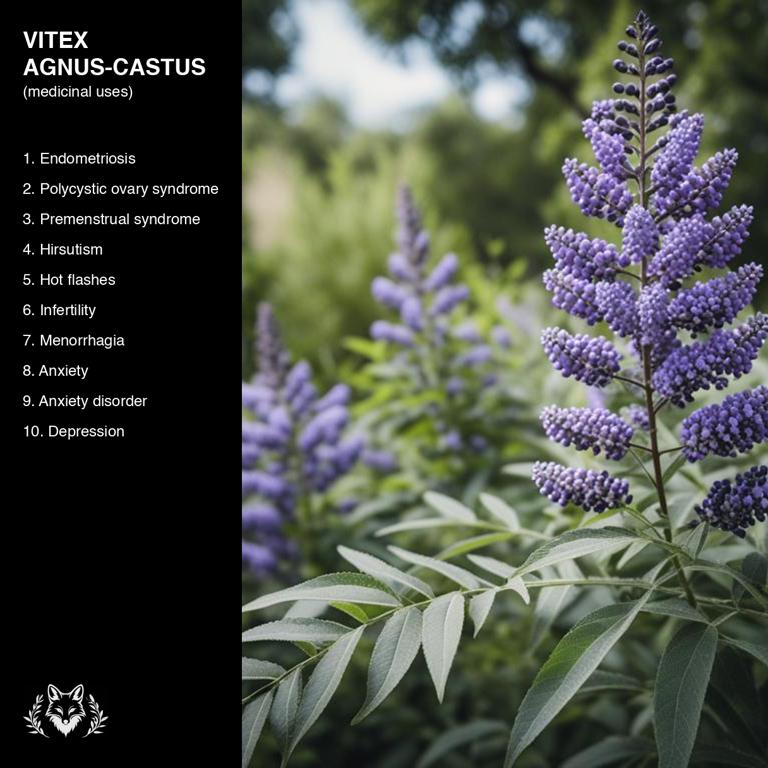 VITEX
AGNUS-CASTUS
(medicinal uses)
1. Endometriosis
2. Polycystic ovary syndrome
3. Premenstrual syndrome
4. Hirsutism
5. Hot flashes
6. Infertility
7. Menorrhagia
8. Anxiety
9. Anxiety disorder
10. Depression